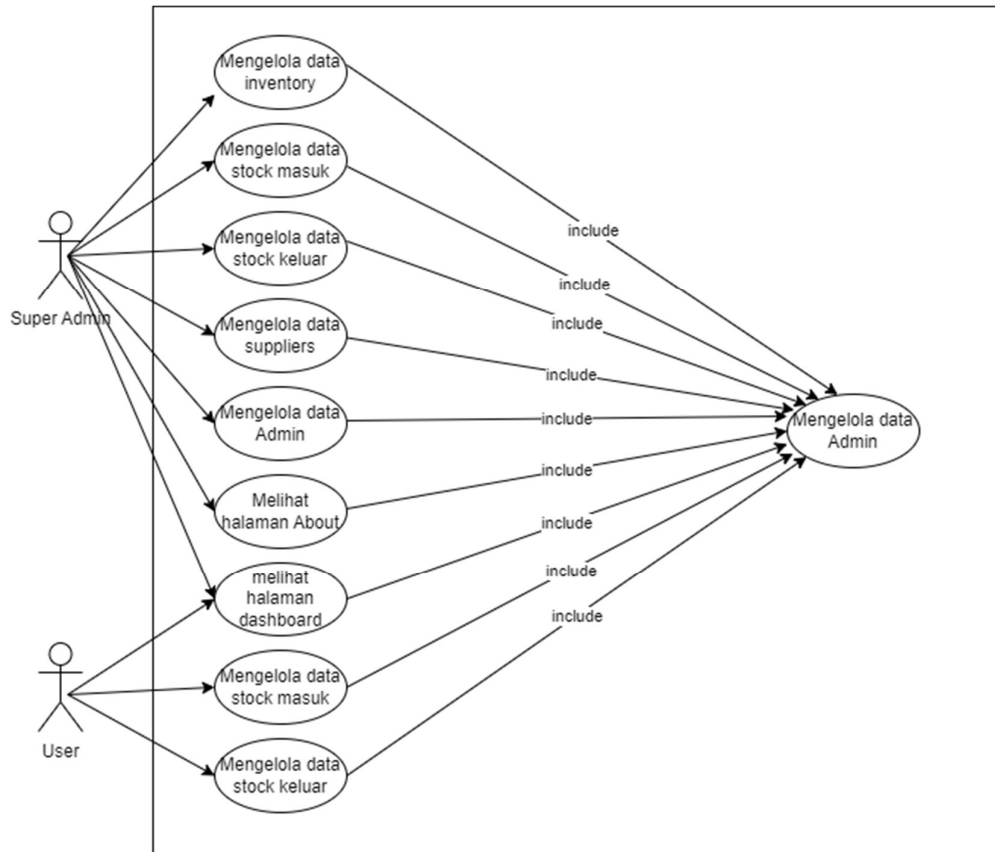 Mengelola data
inventory
Mengelola data
stock masuk
Mengelola data
stock keluar
Mengelola data
suppliers
Mengelola data
Admin
Melihat
halaman About
melihat
halaman
dashboard
Mengelola data
stock masuk
Mengelola data
stock keluar
Super Admin
User
include
include
include
include
include
include
include
include
include
Mengelola data
Admin